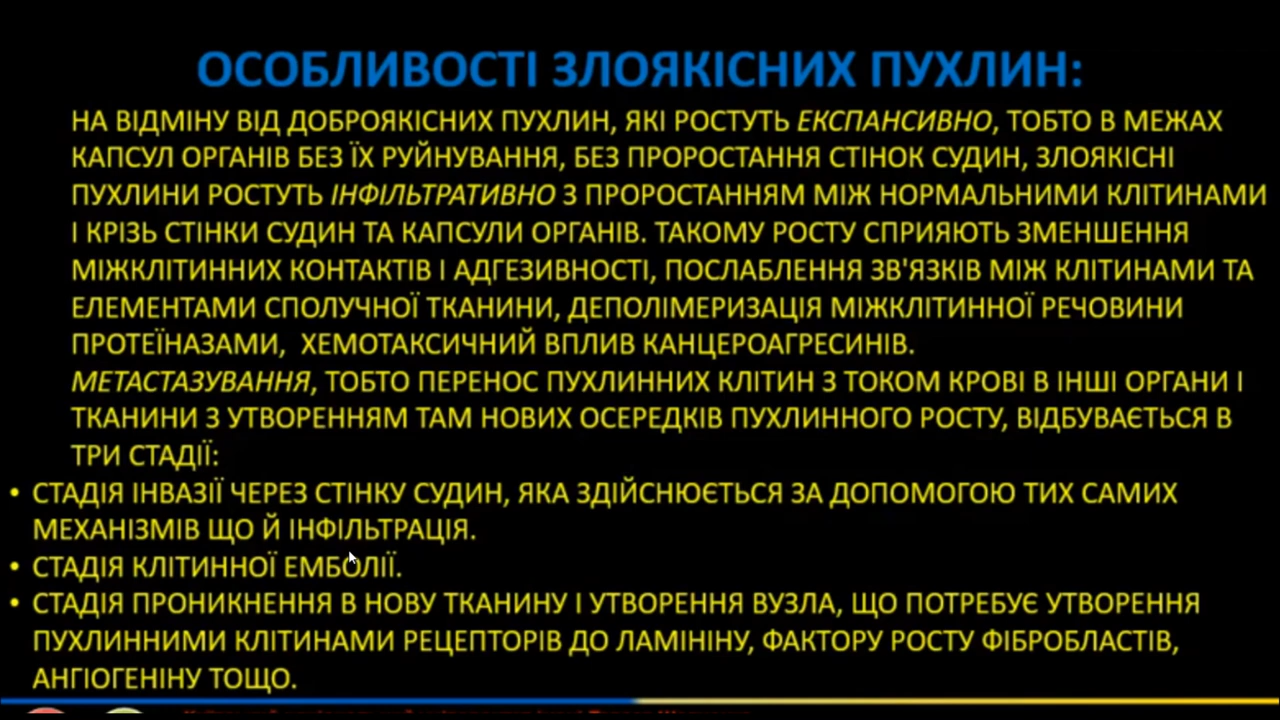 ОСОБЛИВОСТІ ЗЛОЯКІСНИХ ПУХЛИН:
НА ВІДМІНУ ВІД ДОБРОЯКІСНИХ ПУХЛИН, ЯКІ РОСТУТЬ ЕКСПАНСИВНО, ТОБТО В МЕЖАХ
КАПСУЛ ОРГАНІВ БЕЗ ЇХ РУЙНУВАННЯ, БЕЗ ПРОРОСТАННЯ СТІНОК СУДИН, ЗЛОЯКІСНІ
ПУХЛИНИ РОСТУТЬ ІНФІЛЬТРАТИВНО З ПРОРОСТАННЯМ МІЖ НОРМАЛЬНИМИ КЛІТИНАМИ
І КРІЗЬ СТІНКИ СУДИН ТА КАПСУЛИ ОРГАНІВ. ТАКОМУ РОСТУ СПРИЯЮТЬ ЗМЕНШЕННЯ
МІЖКЛІТИННИХ КОНТАКТІВ І АДГЕЗИВНОСТІ, ПОСЛАБЛЕННЯ ЗВ'ЯЗКІВ МІЖ КЛІТИНАМИ ТА
ЕЛЕМЕНТАМИ СПОЛУЧНОЇ ТКАНИНИ, ДЕПОЛІМЕРИЗАЦІЯ МІЖКЛІТИННОЇ РЕЧОВИНИ
ПРОТЕЇНАЗАМИ, ХЕМОТАКСИЧНИЙ ВПЛИВ КАНЦЕРОАГРЕСИНІВ.
МЕТАСТАЗУВАННЯ, ТОБТО ПЕРЕНОС ПУХЛИННИХ КЛІТИН З ТОКОМ КРОВІ В ІНШІ ОРГАНИ І
ТКАНИНИ З УТВОРЕННЯМ ТАМ НОВИХ ОСЕРЕДКІВ ПУХЛИННОГО РОСТУ, ВІДБУВАЄТЬСЯ В
ТРИ СТАДІЇ:
• СТАДІЯ ІНВАЗІЇ ЧЕРЕЗ СТІНКУ СУДИН, ЯКА ЗДІЙСНЮЄТЬСЯ ЗА ДОПОМОГОЮ ТИХ САМИХ
МЕХАНІЗМІВ ЩО Й ІНФІЛЬТРАЦІЯ.
• СТАДІЯ КЛІТИННОЇ ЕМБОЛІЇ.
• СТАДІЯ ПРОНИКНЕННЯ В НОВУ ТКАНИНУ І УТВОРЕННЯ ВУЗЛА, ЩО ПОТРЕБУЄ УТВОРЕННЯ
ПУХЛИННИМИ КЛІТИНАМИ РЕЦЕПТОРІВ ДО ЛАМІНІНУ, ФАКТОРУ РОСТУ ФІБРОБЛАСТІВ,
АНГІОГЕНІНУ ТОЩО.